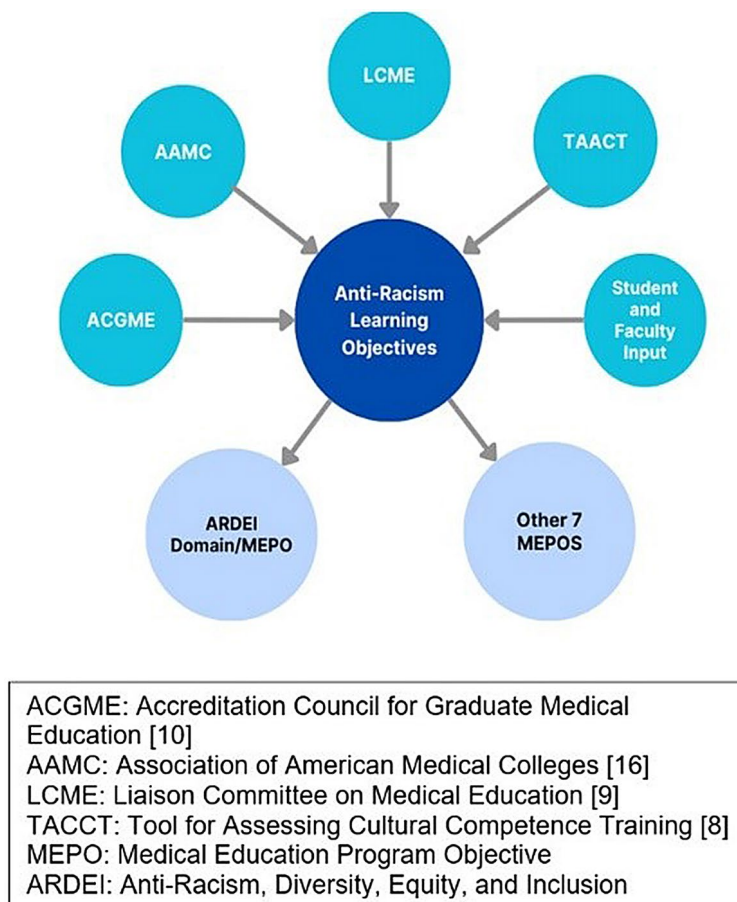 LCME
AAMC
TAACT
Anti-Racism
Learning
Objectives
ACGME
Student
and
Faculty
Input
ARDEI
Domain/MEPO
Other 7
MEPOS
ACGME: Accreditation Council for Graduate Medical
Education [10]
AAMC: Association of American Medical Colleges [16]
LCME: Liaison Committee on Medical Education [9]
TACCT: Tool for Assessing Cultural Competence Training [8]
MEPO: Medical Education Program Objective
ARDEI: Anti-Racism, Diversity, Equity, and Inclusion